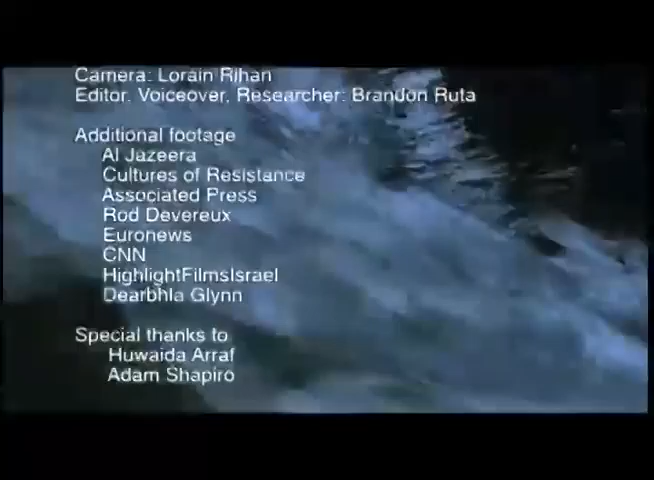 Camera: Lorain Rihan
Editor, Voiceover, Researcher: Brandon Ruta
Additional footage
Al Jazeera
Cultures of Resistance
Associated Press
Rod Devereux
Euronews
CNN
HighlightFilmsIsrael
Dearbhla Glynn
Special thanks to
Huwaida Arraf
Adam Shapiro